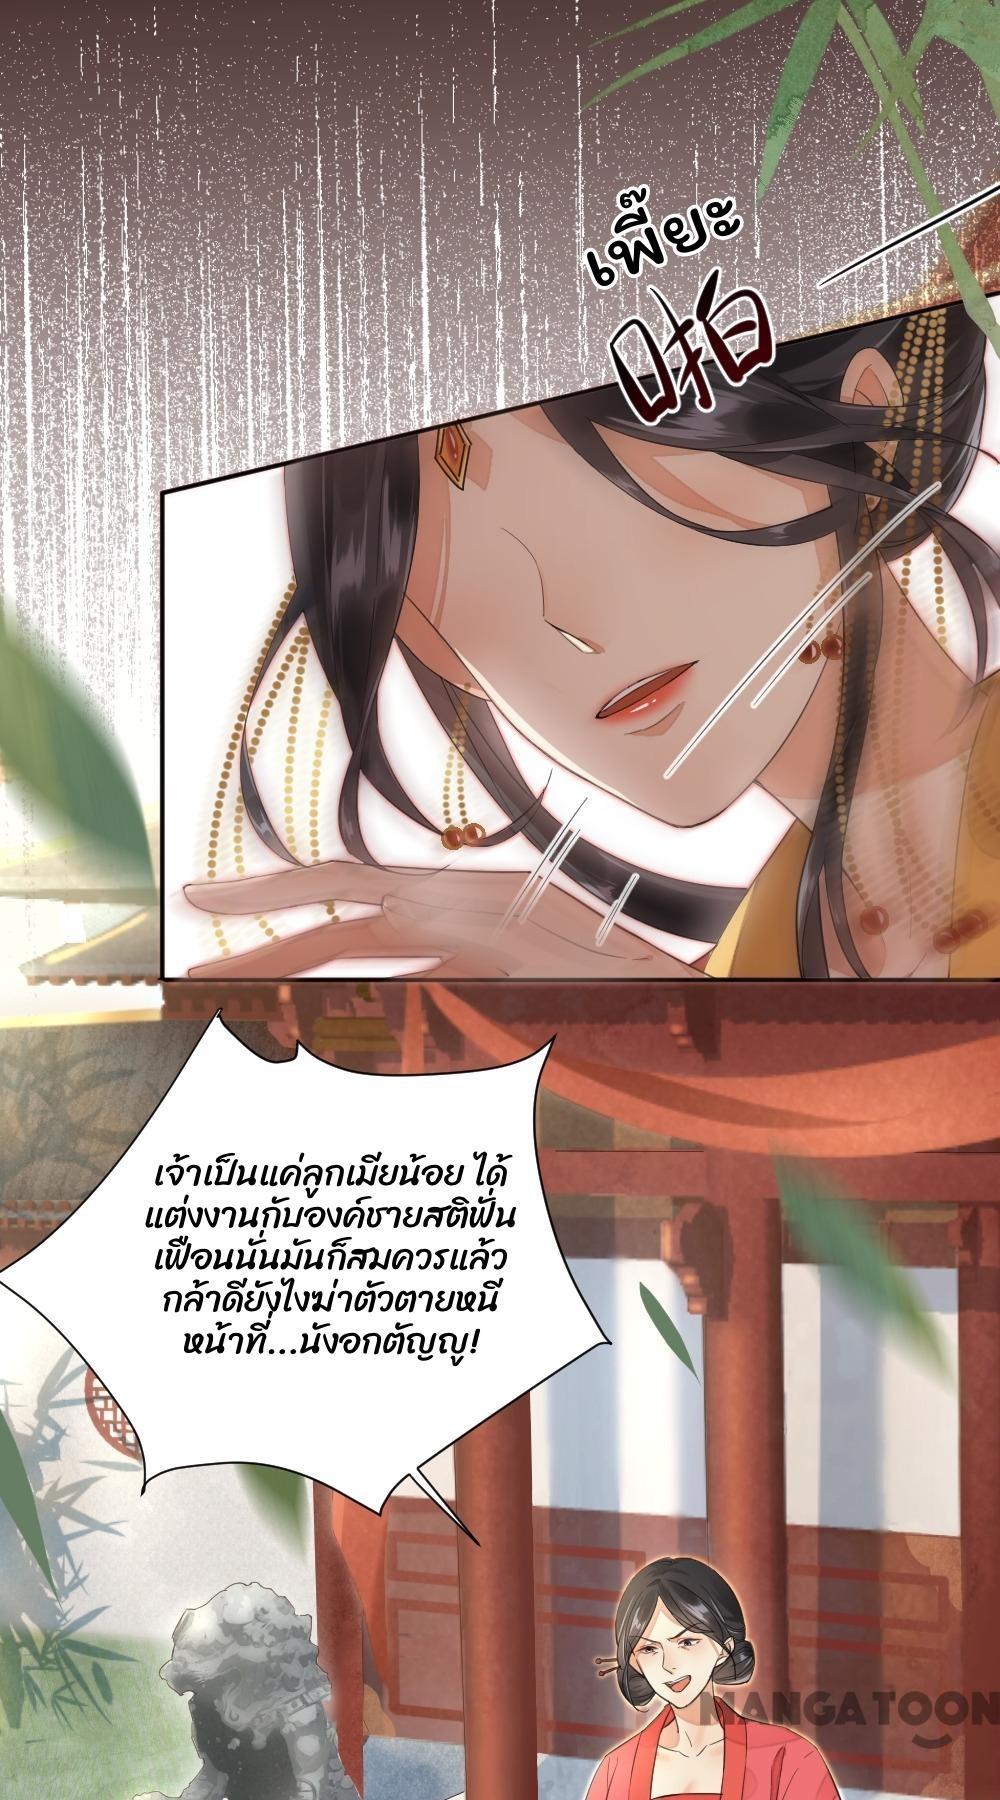 เพี๊ยะ
啪
เจ้าเป็นแค่ลูกเมียน้อย ได้
แต่งงานกับองค์ชายสติฟั่น
เฟือนนั่นมันก็สมควรแล้ว
กล้าดียังไงฆ่าตัวตายหนี
หน้าที่...นังอกตัญญู!
MANGATOON